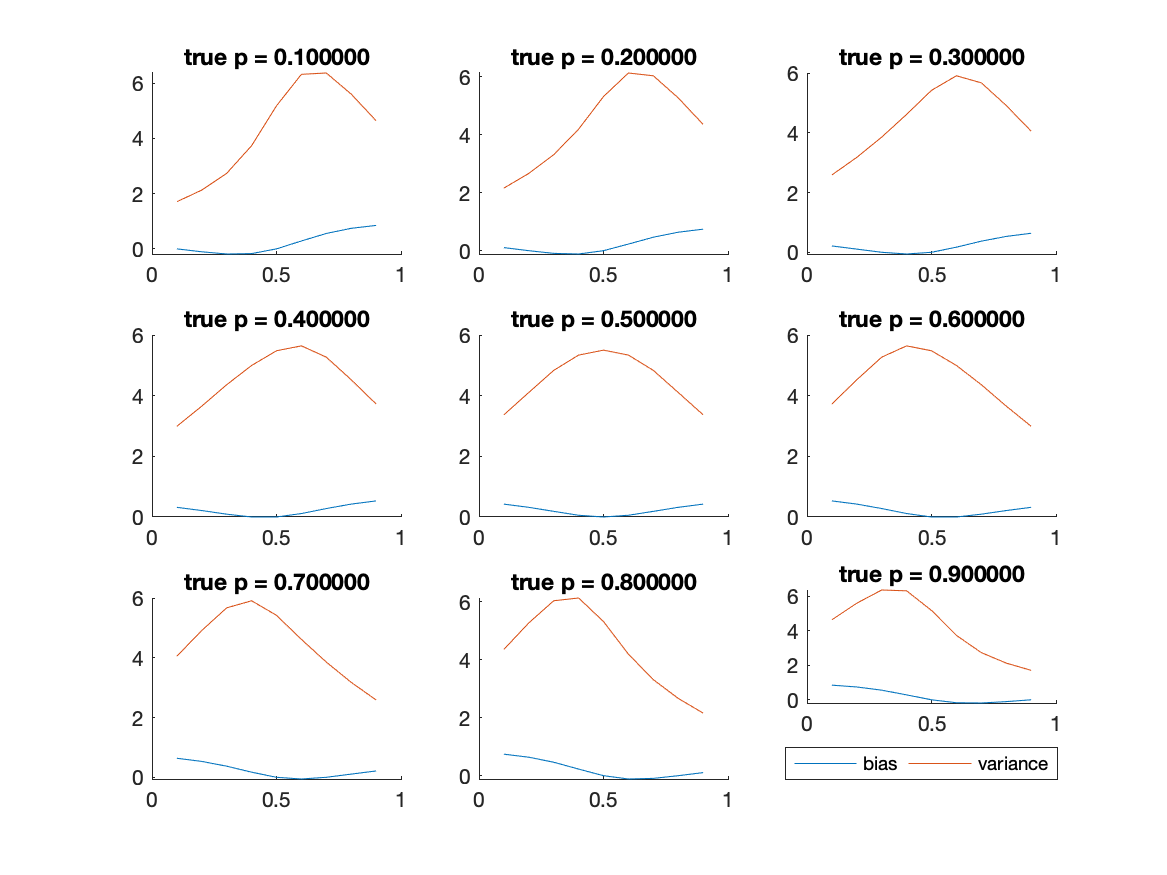 true p = 0.100000
6
4
2
0
0 0.5 1
true p = 0.200000
6
4
2
0
0 0.5 1
true p = 0.300000
6
4
2
0
0 0.5 1
true p = 0.400000
6
4
2
0
0 0.5 1
true p = 0.500000
6
4
2
0
0 0.5 1
true p = 0.600000
6
4
2
0
0 0.5 1
true p = 0.700000
6
4
2
0
0 0.5 1
true p = 0.800000
6
4
2
0
0 0.5 1
true p = 0.900000
6
4
2
0
0 0.5 1
bias variance